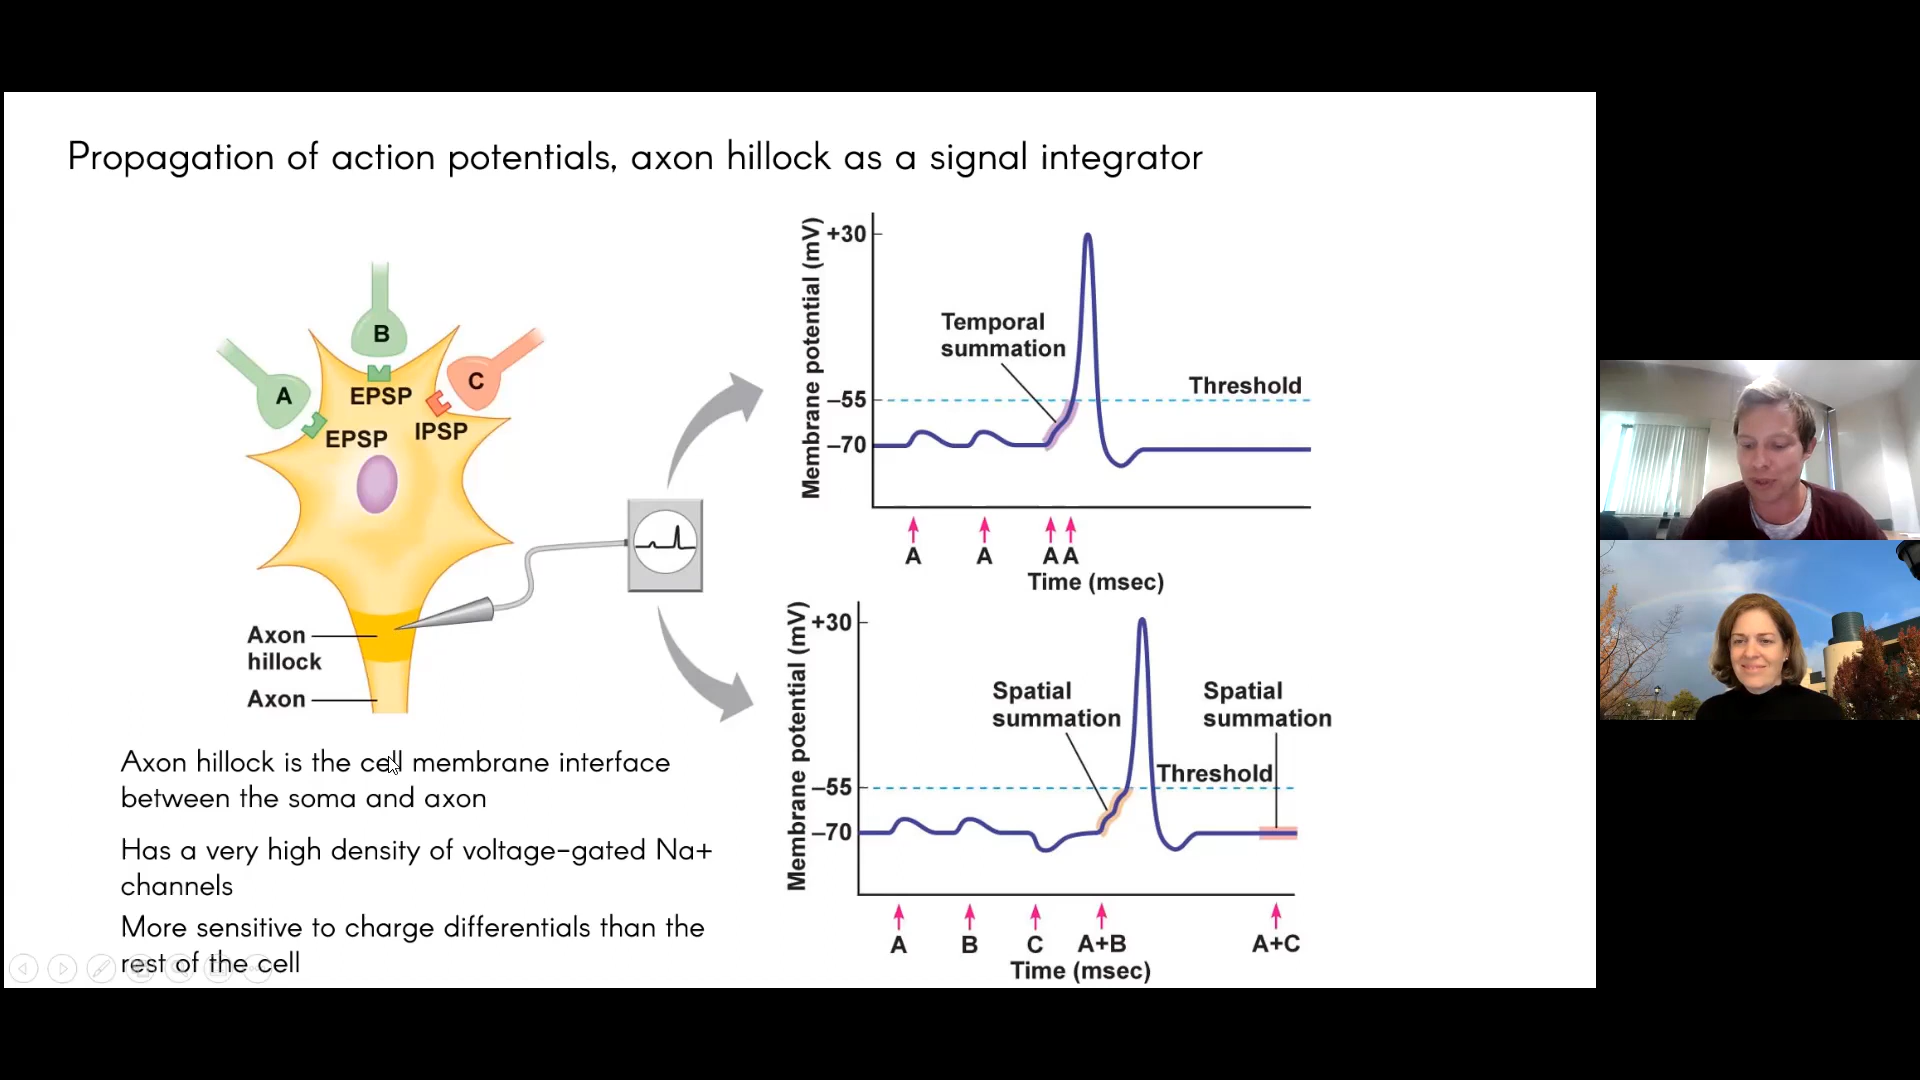 Propagation of action potentials, axon hillock as a signal integrator
B
A
C
EPSP
EPSP
IPSP
Axon
hillock
Axon
Axon hillock is the cell membrane interface
between the soma and axon
Has a very high density of voltage-gated Na+
channels
More sensitive to charge differentials than the
rest of the cell
Membrane potential (mV)
+30
–55
–70
Temporal
summation
Threshold
A
A
A A
Time (msec)
Membrane potential (mV)
+30
–55
–70
Spatial
summation
Spatial
summation
Threshold
A
B
C
A+B
A+C
Time (msec)